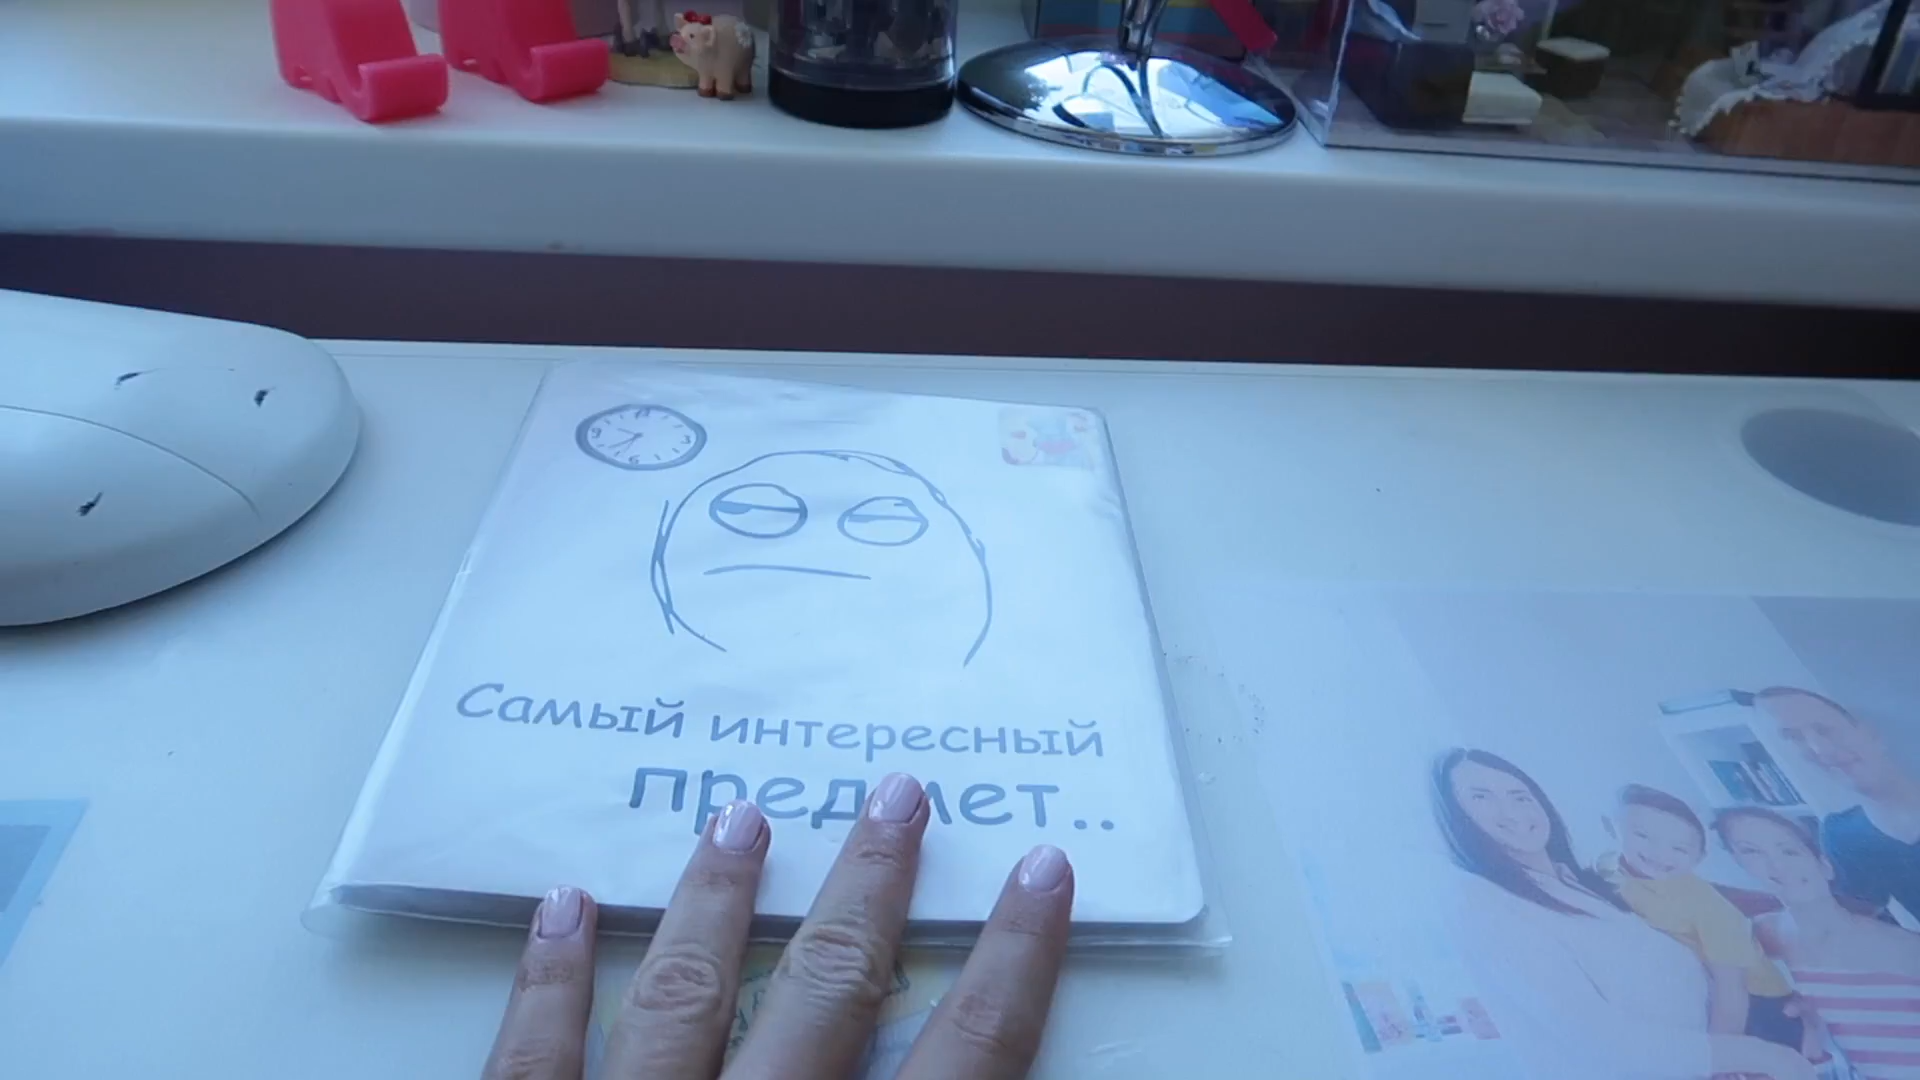 Самый интересный
предмет..